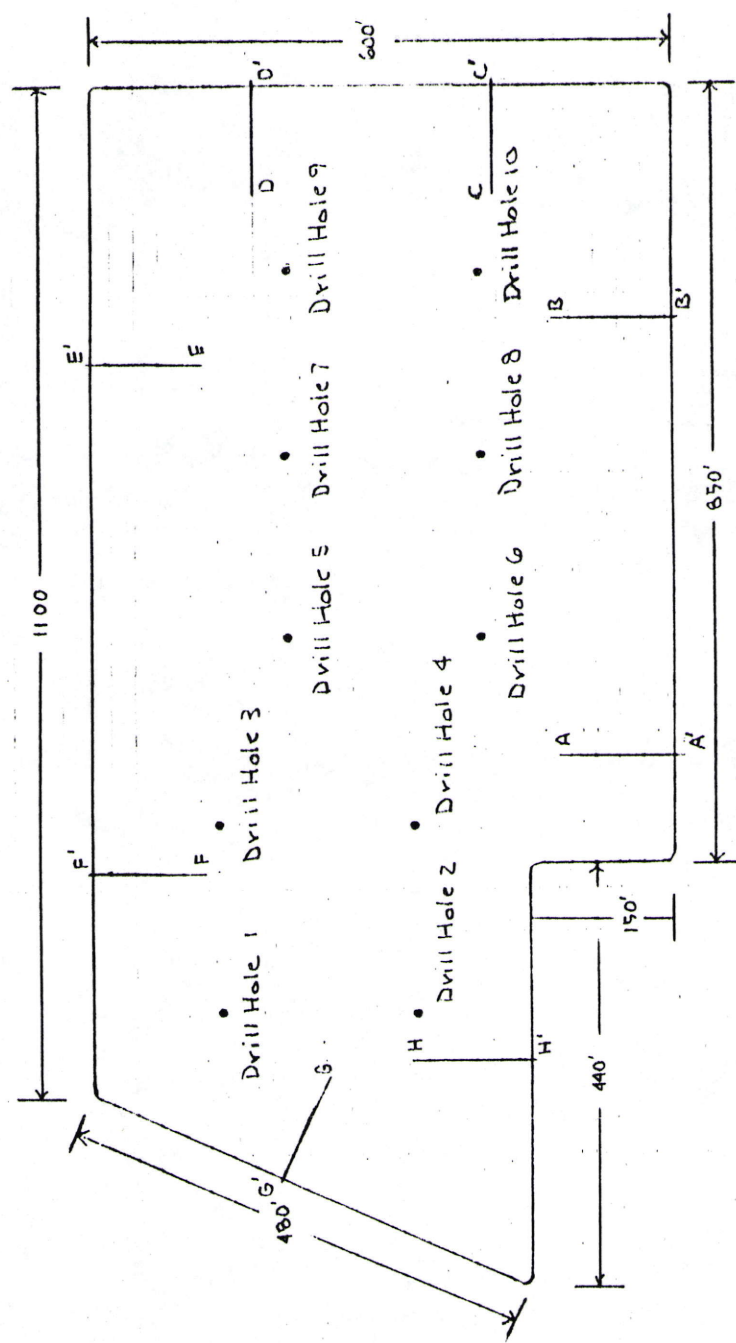 1100
600'
850'
440'
150'
480'
F'
F
E'
E
D
D'
C
C'
B
B'
A
A'
H
H'
G
G'
Drill Hole 1
Drill Hole 3
Drill Hole 5
Drill Hole 7
Drill Hole 9
Drill Hole 2
Drill Hole 4
Drill Hole 6
Drill Hole 8
Drill Hole 10